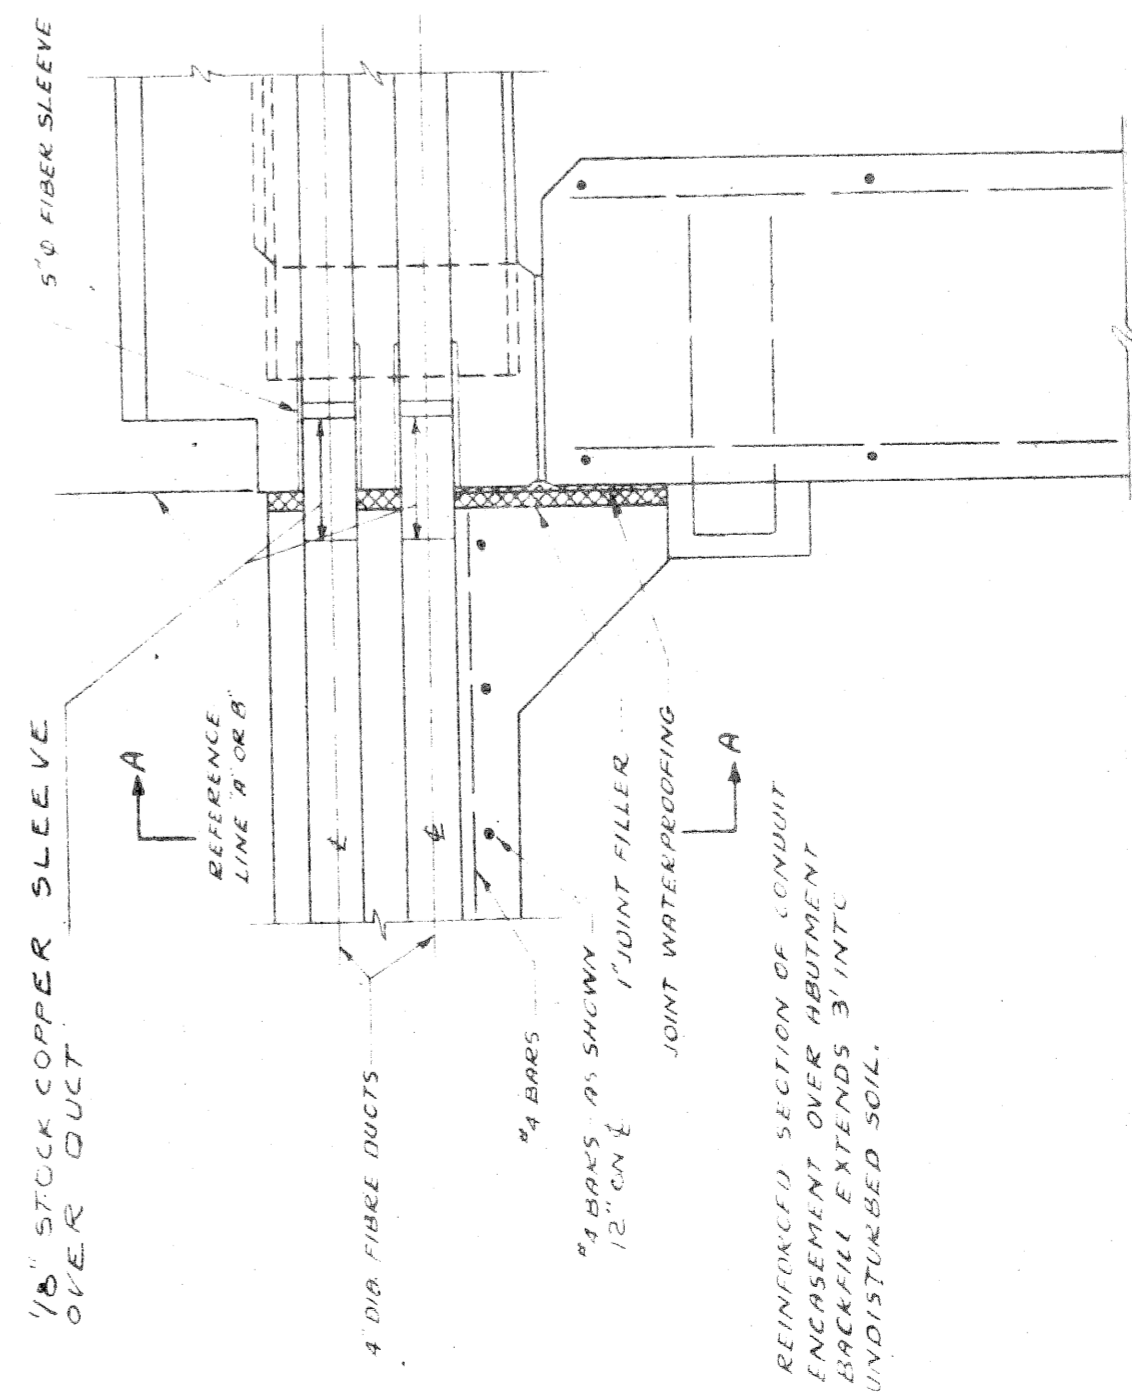 1/8" STOCK COPPER SLEEVE
OVER DUCT
5"Φ FIBER SLEEVE
A
REFERENCE
LINE "A" OR B"
℄
℄
4" DIA. FIBRE DUCTS
#4 BARS
#4 BARS AS SHOWN
12" ON ℄
1" JOINT FILLER
JOINT WATERPROOFING
A
REINFORCED SECTION OF CONDUIT
ENCASEMENT OVER ABUTMENT
BACKFILL EXTENDS 3' INTO
UNDISTURBED SOIL.